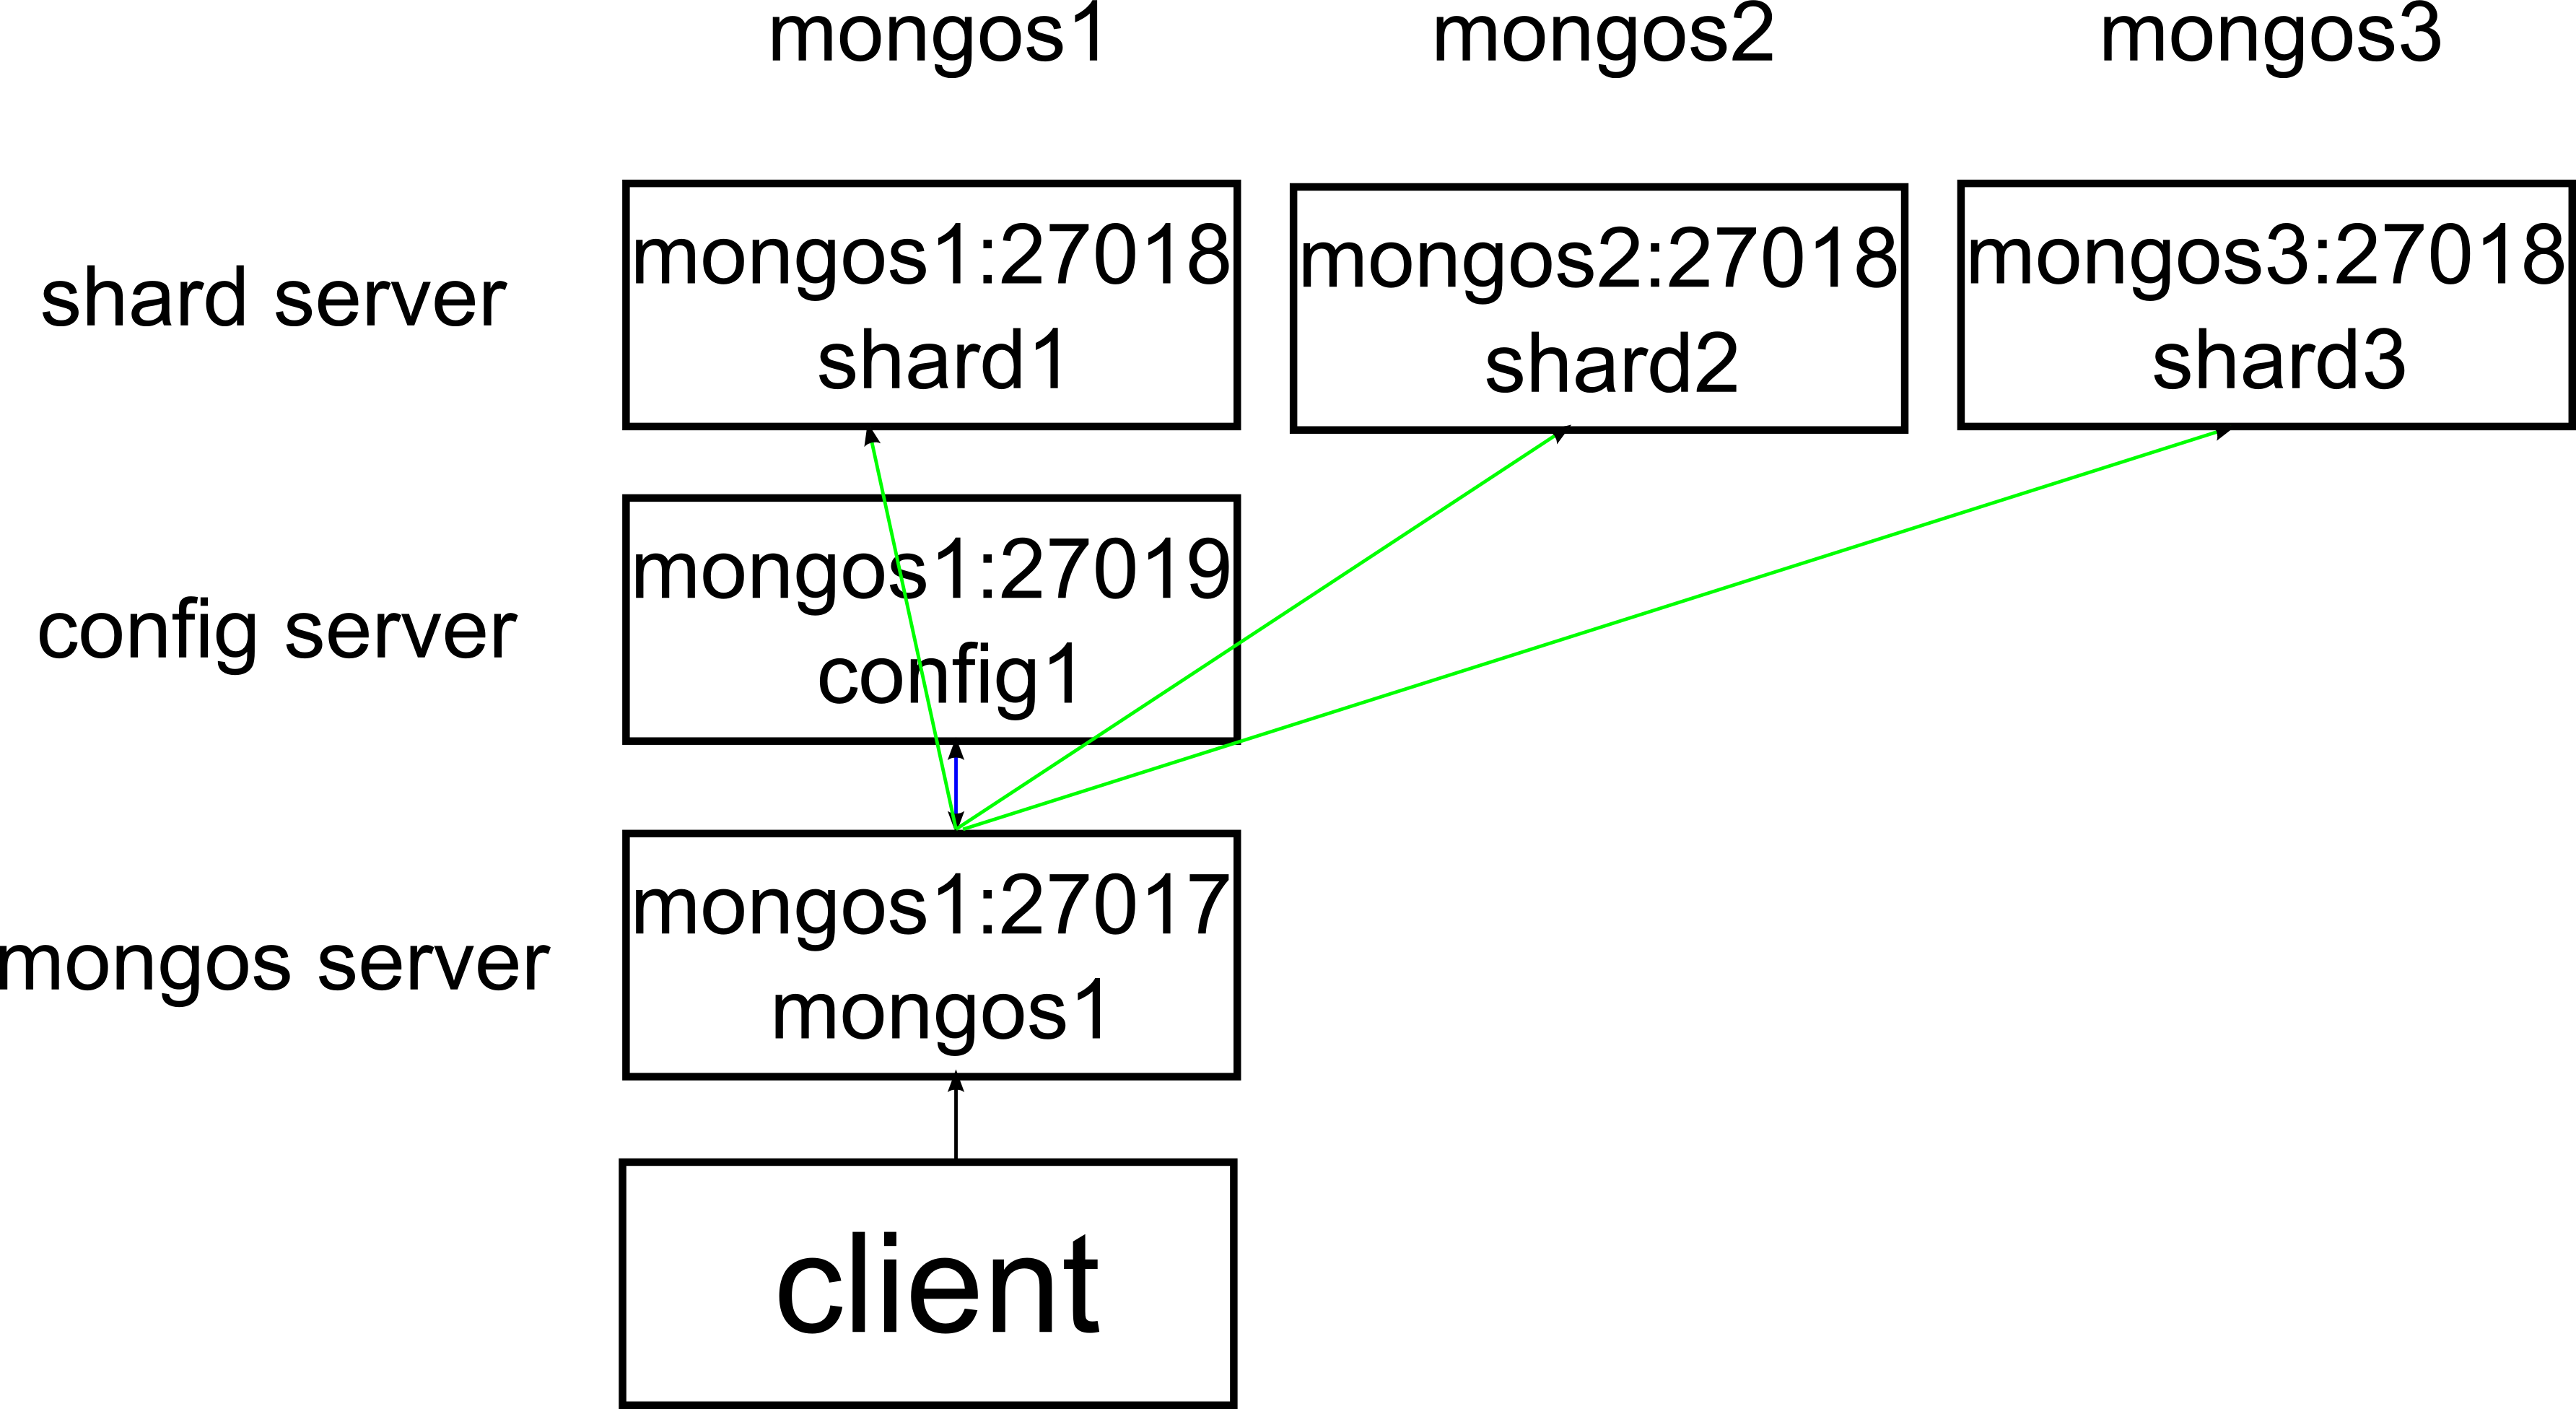 mongos1 mongos2 mongos3
mongos1:27018 mongos2:27018 mongos3:27018
shard server
shard1 shard2 shard3
mongos1:27019
config server
config1
mongos1:27017
mongos server
mongos1
client